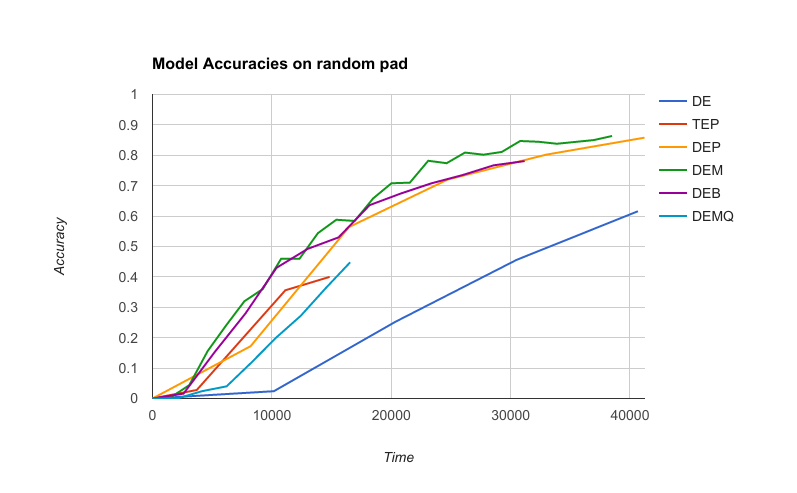 Model Accuracies on random pad
1
0.9
0.8
0.7
0.6
0.5
0.4
0.3
0.2
0.1
0
Accuracy
0 10000 20000 30000 40000
Time
DE
TEP
DEP
DEM
DEB
DEMQ